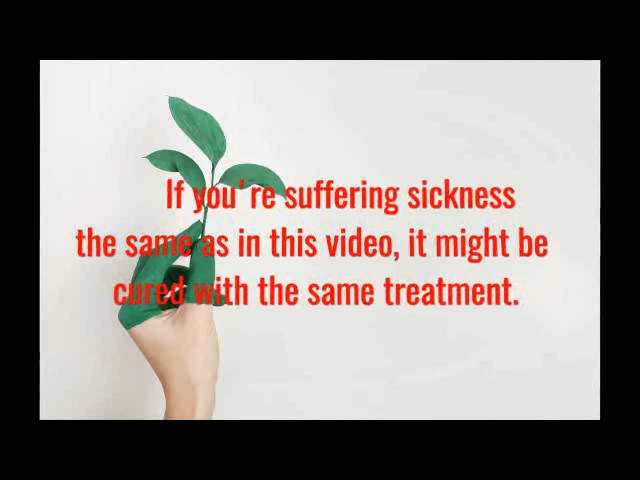 If you're suffering sickness
the same as in this video, it might be
cured with the same treatment.